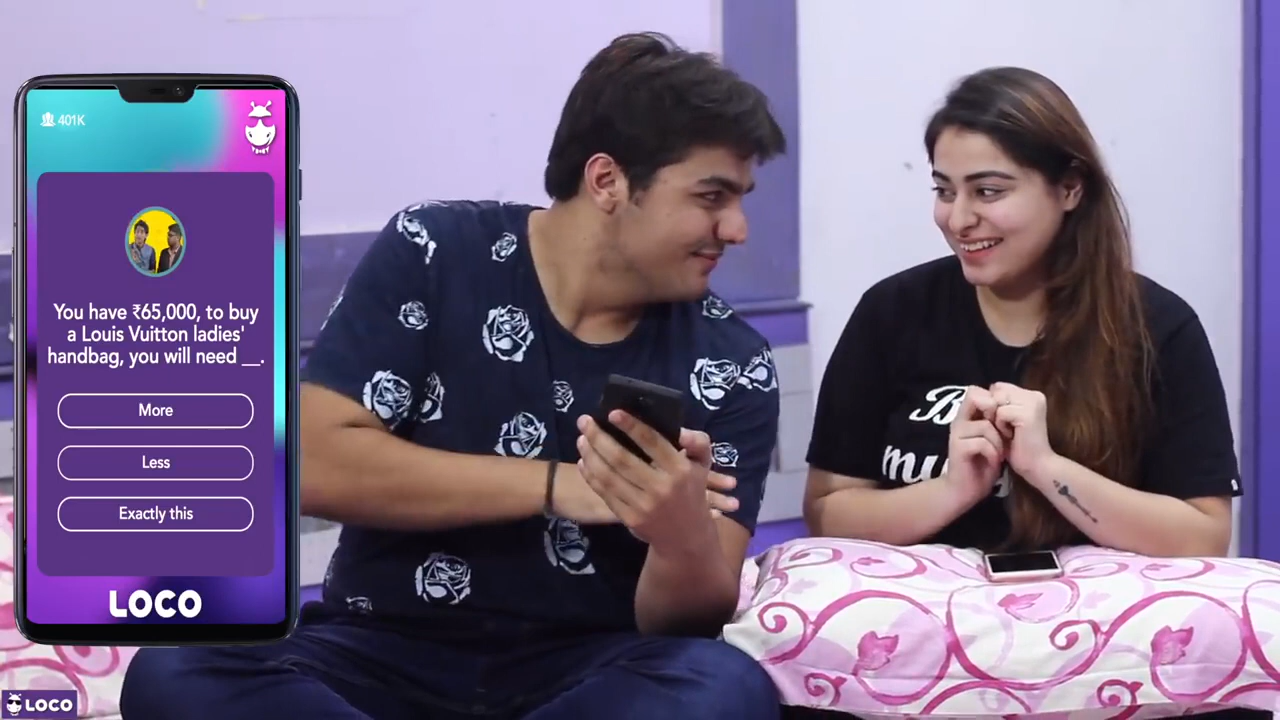 401K
You have ₹65,000, to buy
a Louis Vuitton ladies'
handbag, you will need __.
More
Less
Exactly this
LOCO
my
LOCO